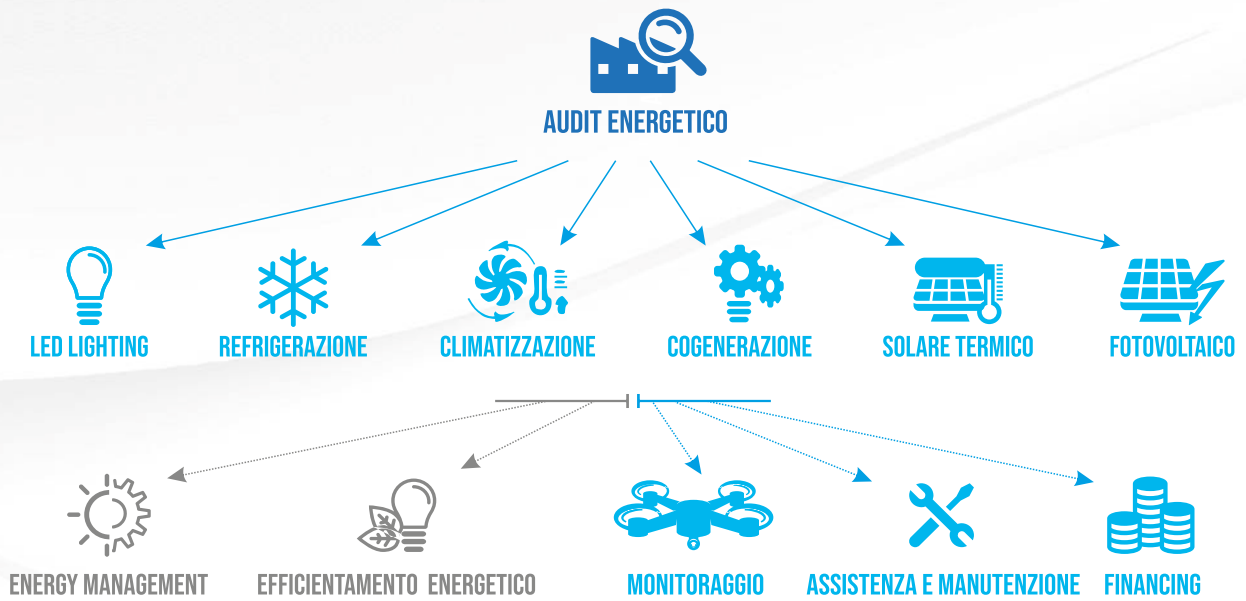 AUDIT ENERGETICO
LED LIGHTING
REFRIGERAZIONE
CLIMATIZZAZIONE
COGENERAZIONE
SOLARE TERMICO
FOTOVOLTAICO
ENERGY MANAGEMENT
EFFICIENTAMENTO ENERGETICO
MONITORAGGIO
ASSISTENZA E MANUTENZIONE
FINANCING